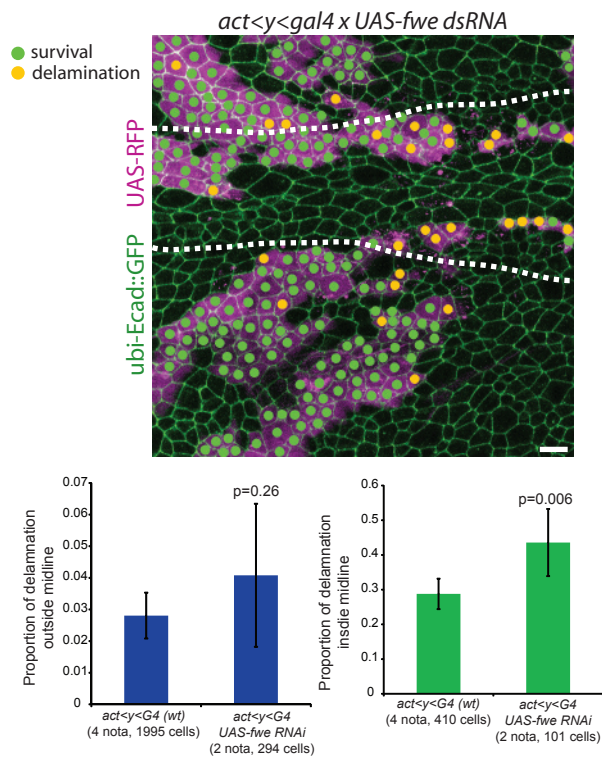 act<y<gal4 x UAS-fwe dsRNA
survival
delamination
UAS-RFP
ubi-Ecad::GFP
0.07
0.06
0.05
0.04
0.03
0.02
0.01
0
Proportion of delamnation
outside midline
p=0.26
act<y<G4 (wt)
(4 nota, 1995 cells)
act<y<G4
UAS-fwe RNAi
(2 nota, 294 cells)
0.6
0.5
0.4
0.3
0.2
0.1
0
Proportion of delamnation
insdie midline
p=0.006
act<y<G4 (wt)
(4 nota, 410 cells)
act<y<G4
UAS-fwe RNAi
(2 nota, 101 cells)